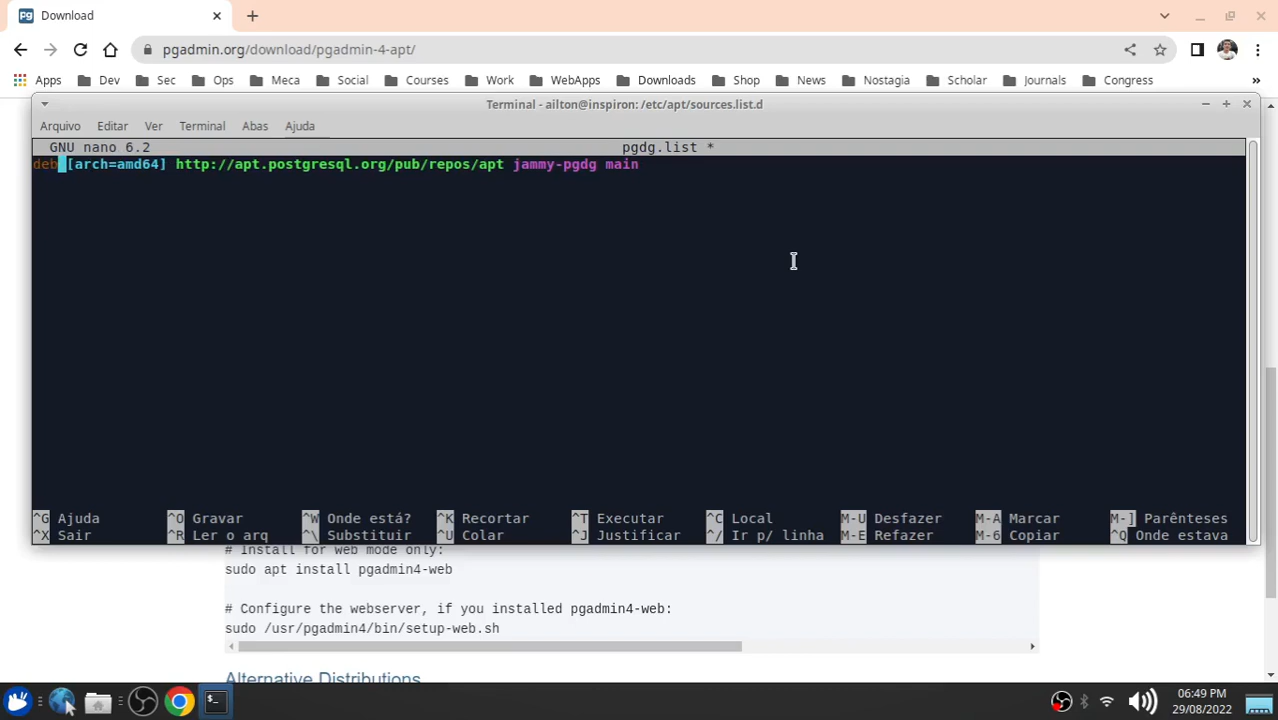 pg Download
pgadmin.org/download/pgadmin-4-apt/
Apps Dev Sec Ops Meca Social Courses Work WebApps Downloads Shop News Nostagia Scholar Journals Congress »
Terminal - ailton@inspiron: /etc/apt/sources.list.d
Arquivo Editar Ver Terminal Abas Ajuda
GNU nano 6.2 pgdg.list *
deb [arch=amd64] http://apt.postgresql.org/pub/repos/apt jammy-pgdg main
^G Ajuda ^O Gravar ^W Onde está? ^K Recortar ^T Executar ^C Local M-U Desfazer M-A Marcar M-] Parênteses
^X Sair ^R Ler o arq ^\ Substituir ^U Colar ^J Justificar ^/ Ir p/ linha M-E Refazer M-6 Copiar ^Q Onde estava
# Install for web mode only:
sudo apt install pgadmin4-web
# Configure the webserver, if you installed pgadmin4-web:
sudo /usr/pgadmin4/bin/setup-web.sh
Alternative Distributions
06:49 PM
29/08/2022